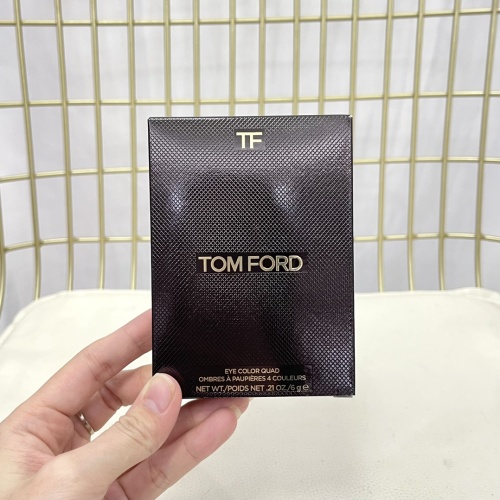 TF
TOM FORD
EYE COLOR QUAD
OMBRES À PAUPIÈRES 4 COULEURS
NET WT./POIDS NET .21 OZ./6 g ℮